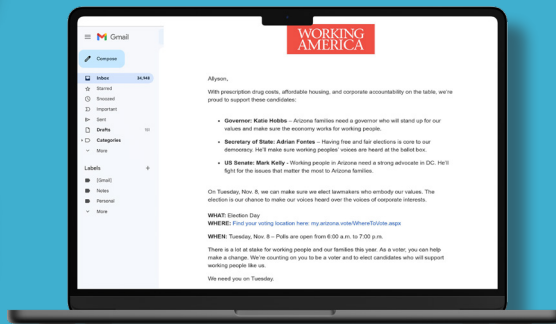 Gmail
Compose
Inbox 34,948
Starred
Snoozed
Important
Sent
Drafts
Categories
More
Labels +
[Gmail]
Notes
Personal
More
WORKING
AMERICA
Allyson,
With prescription drug costs, affordable housing, and corporate accountability on the table, we're
proud to support these candidates:
• Governor: Katie Hobbs – Arizona families need a governor who will stand up for our
values and make sure the economy works for working people.
• Secretary of State: Adrian Fontes – Having free and fair elections is core to our
democracy. He'll make sure working peoples' voices are heard at the ballot box.
• US Senate: Mark Kelly - Working people in Arizona need a strong advocate in DC. He'll
fight for the issues that matter the most to Arizona families.
On Tuesday, Nov. 8, we can make sure we elect lawmakers who embody our values. The
election is our chance to make our voices heard over the voices of corporate interests.
WHAT: Election Day
WHERE: Find your voting location here: my.arizona.vote/WhereToVote.aspx
WHEN: Tuesday, Nov. 8 – Polls are open from 6:00 a.m. to 7:00 p.m.
There is a lot at stake for working people and our families this year. As a voter, you can help
make a change. We're counting on you to be a voter and to elect candidates who will support
working people like us.
We need you on Tuesday.